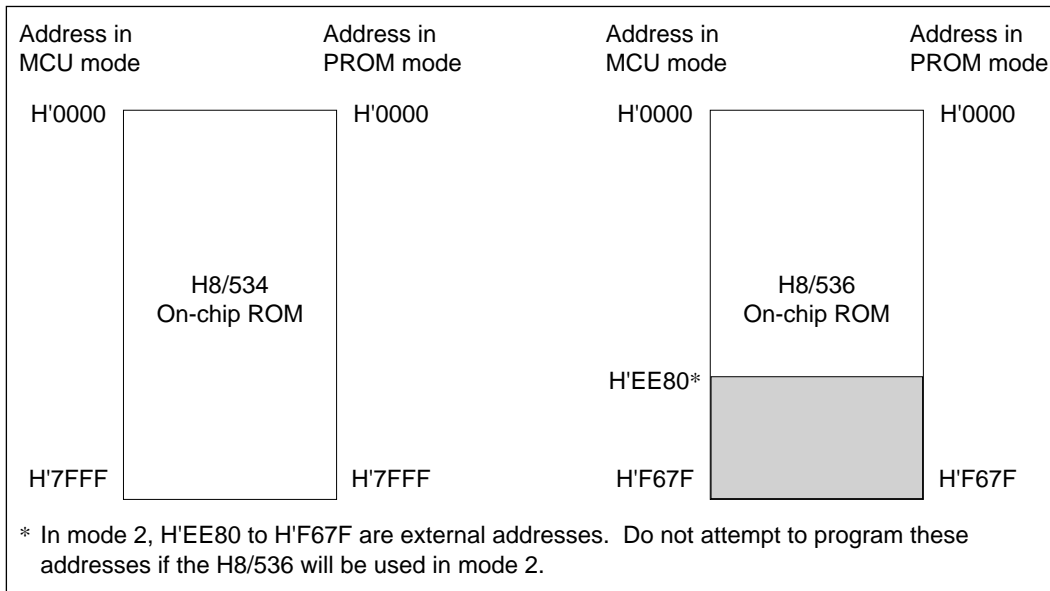 Address in
MCU mode
Address in
PROM mode
Address in
MCU mode
Address in
PROM mode
H'0000
H'0000
H'0000
H'0000
H8/534
On-chip ROM
H8/536
On-chip ROM
H'EE80*
H'7FFF
H'7FFF
H'F67F
H'F67F
* In mode 2, H'EE80 to H'F67F are external addresses. Do not attempt to program these
addresses if the H8/536 will be used in mode 2.